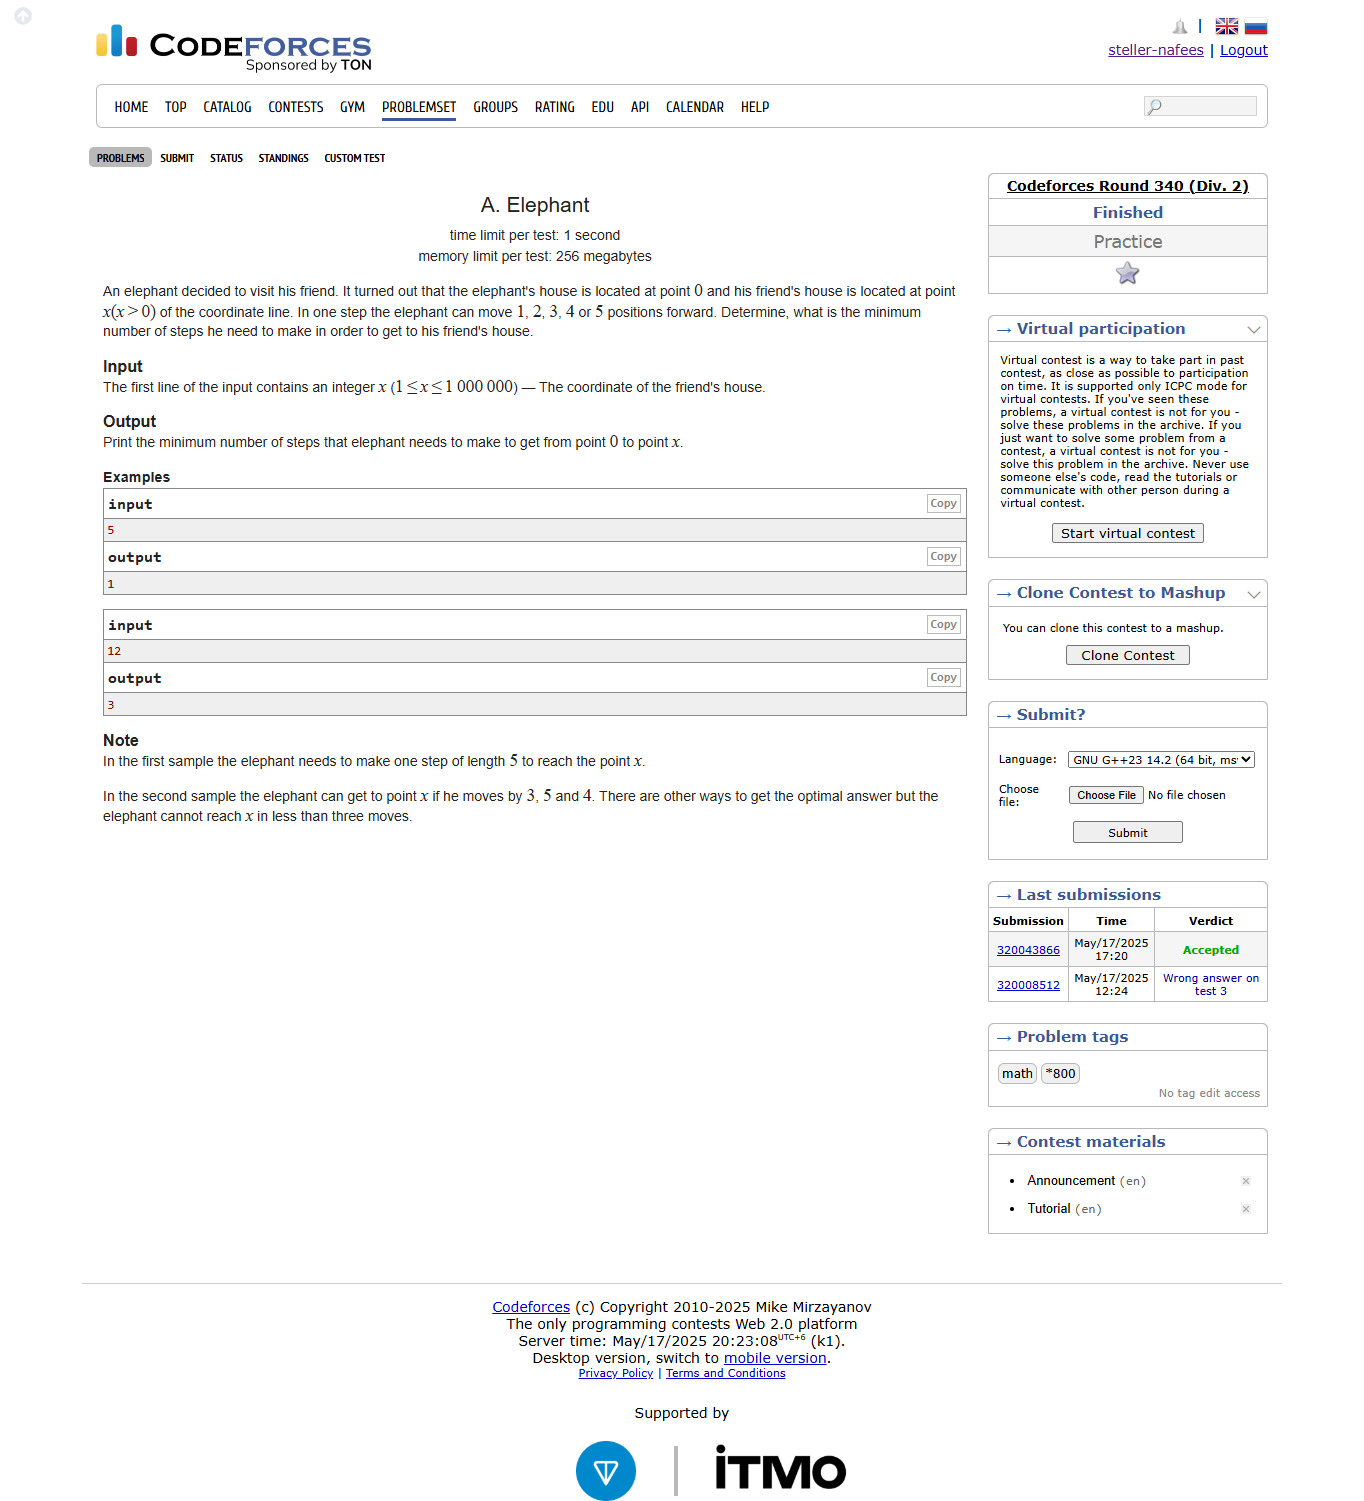 CODEFORCES
Sponsored by TON
|
steller-nafees | Logout
HOME TOP CATALOG CONTESTS GYM PROBLEMSET GROUPS RATING EDU API CALENDAR HELP
PROBLEMS SUBMIT STATUS STANDINGS CUSTOM TEST
A. Elephant
time limit per test: 1 second
memory limit per test: 256 megabytes
An elephant decided to visit his friend. It turned out that the elephant's house is located at point 0 and his friend's house is located at point
x(x > 0) of the coordinate line. In one step the elephant can move 1, 2, 3, 4 or 5 positions forward. Determine, what is the minimum
number of steps he need to make in order to get to his friend's house.
Input
The first line of the input contains an integer x (1 ≤ x ≤ 1 000 000) — The coordinate of the friend's house.
Output
Print the minimum number of steps that elephant needs to make to get from point 0 to point x.
Examples
input Copy
5
output Copy
1
input Copy
12
output Copy
3
Note
In the first sample the elephant needs to make one step of length 5 to reach the point x.
In the second sample the elephant can get to point x if he moves by 3, 5 and 4. There are other ways to get the optimal answer but the
elephant cannot reach x in less than three moves.
Codeforces Round 340 (Div. 2)
Finished
Practice
→ Virtual participation
Virtual contest is a way to take part in past
contest, as close as possible to participation
on time. It is supported only ICPC mode for
virtual contests. If you've seen these
problems, a virtual contest is not for you -
solve these problems in the archive. If you
just want to solve some problem from a
contest, a virtual contest is not for you -
solve this problem in the archive. Never use
someone else's code, read the tutorials or
communicate with other person during a
virtual contest.
Start virtual contest
→ Clone Contest to Mashup
You can clone this contest to a mashup.
Clone Contest
→ Submit?
Language: GNU G++23 14.2 (64 bit, ms
Choose
file:
Choose File No file chosen
Submit
→ Last submissions
Submission Time Verdict
320043866 May/17/2025 17:20 Accepted
320008512 May/17/2025 12:24 Wrong answer on test 3
→ Problem tags
math *800
No tag edit access
→ Contest materials
• Announcement (en) ×
• Tutorial (en) ×
Codeforces (c) Copyright 2010-2025 Mike Mirzayanov
The only programming contests Web 2.0 platform
Server time: May/17/2025 20:23:08UTC+6 (k1).
Desktop version, switch to mobile version.
Privacy Policy | Terms and Conditions
Supported by
iTMO